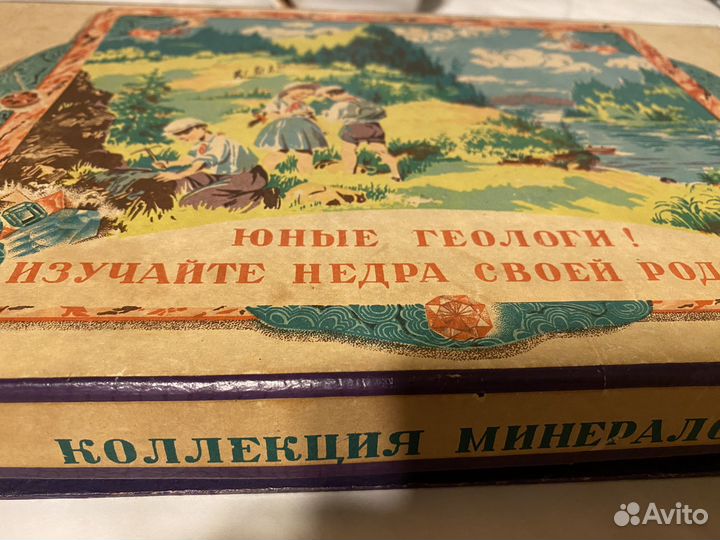 ЮНЫЕ ГЕОЛОГИ!
ИЗУЧАЙТЕ НЕДРА СВОЕЙ РОД
КОЛЛЕКЦИЯ МИНЕРАЛО
Avito